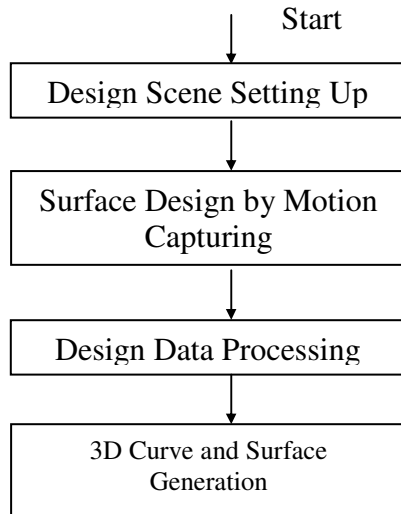 Start
Design Scene Setting Up
Surface Design by Motion
Capturing
Design Data Processing
3D Curve and Surface
Generation